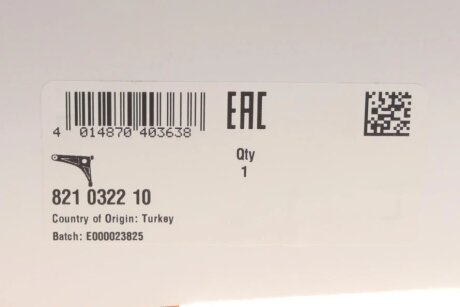 4 014870 403638
EAC
Qty
1
821 0322 10
Country of Origin: Turkey
Batch: E000023825